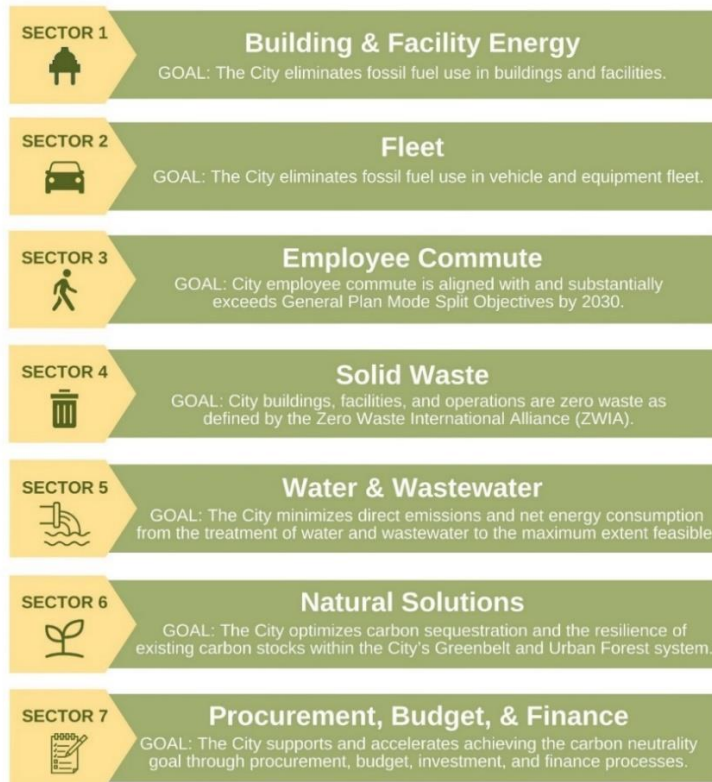 SECTOR 1
Building & Facility Energy
GOAL: The City eliminates fossil fuel use in buildings and facilities.
SECTOR 2
Fleet
GOAL: The City eliminates fossil fuel use in vehicle and equipment fleet.
SECTOR 3
Employee Commute
GOAL: City employee commute is aligned with and substantially
exceeds General Plan Mode Split Objectives by 2030.
SECTOR 4
Solid Waste
GOAL: City buildings, facilities, and operations are zero waste as
defined by the Zero Waste International Alliance (ZWIA).
SECTOR 5
Water & Wastewater
GOAL: The City minimizes direct emissions and net energy consumption
from the treatment of water and wastewater to the maximum extent feasible
SECTOR 6
Natural Solutions
GOAL: The City optimizes carbon sequestration and the resilience of
existing carbon stocks within the City's Greenbelt and Urban Forest system.
SECTOR 7
Procurement, Budget, & Finance
GOAL: The City supports and accelerates achieving the carbon neutrality
goal through procurement, budget, investment, and finance processes.